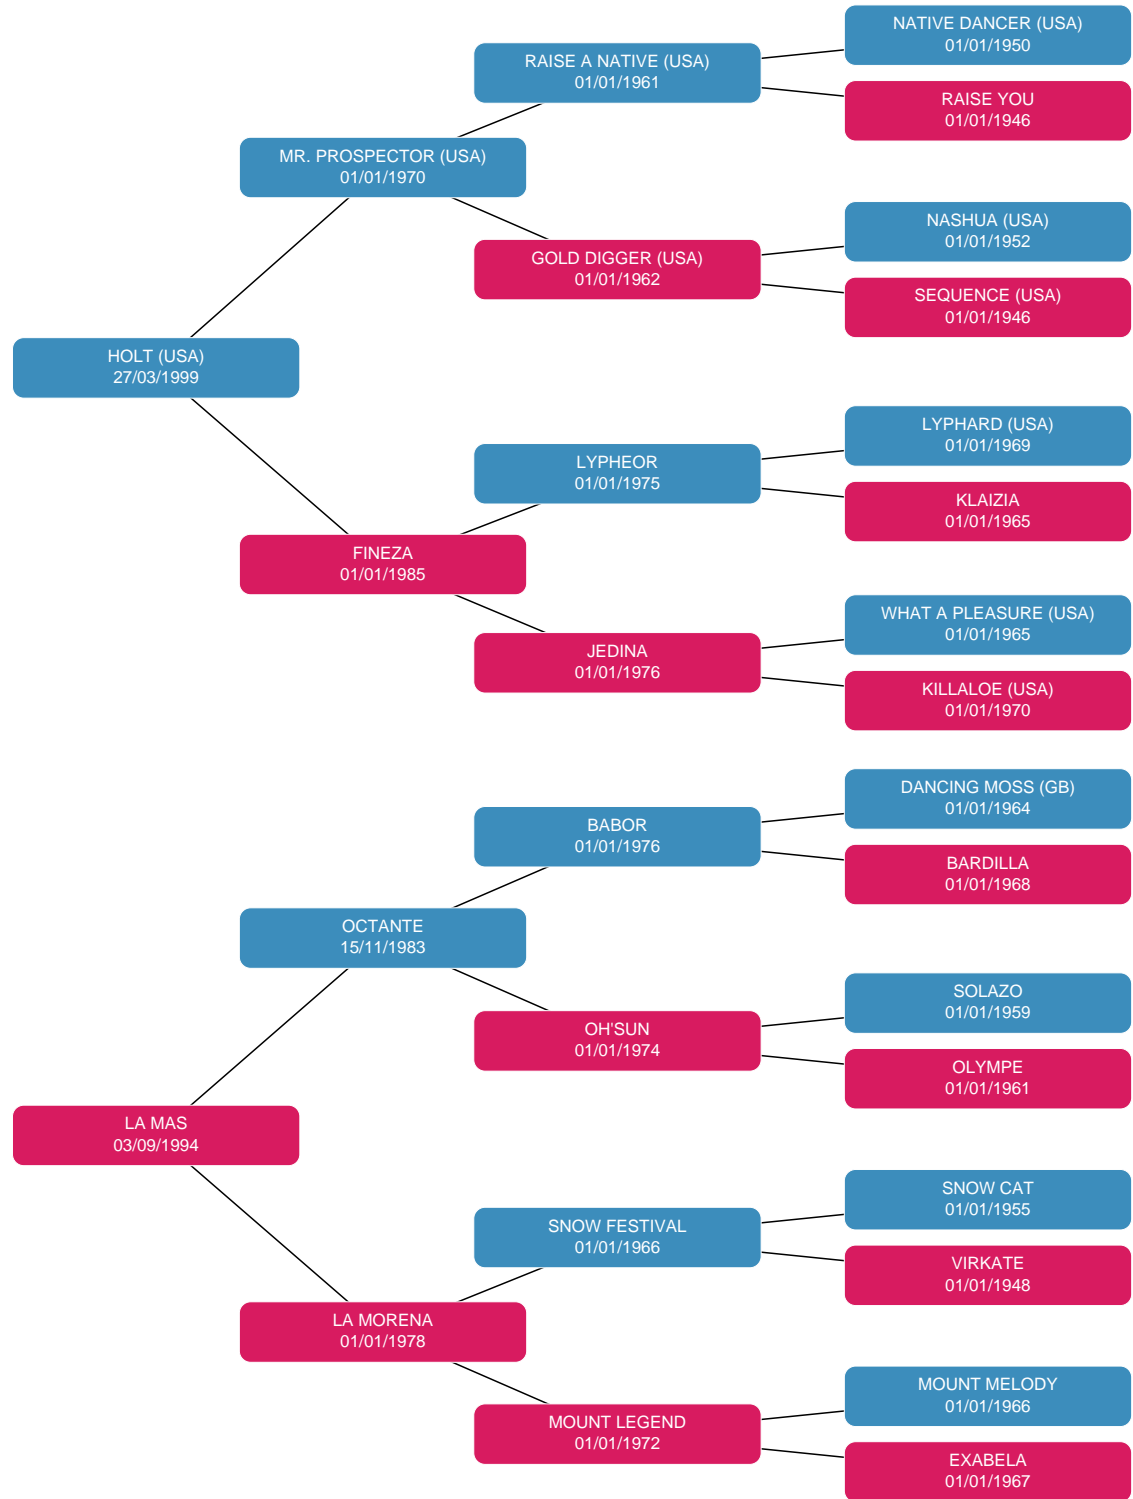 NATIVE DANCER (USA)
01/01/1950
RAISE A NATIVE (USA)
01/01/1961
RAISE YOU
01/01/1946
MR. PROSPECTOR (USA)
01/01/1970
NASHUA (USA)
01/01/1952
GOLD DIGGER (USA)
01/01/1962
SEQUENCE (USA)
01/01/1946
HOLT (USA)
27/03/1999
LYPHARD (USA)
01/01/1969
LYPHEOR
01/01/1975
KLAIZIA
01/01/1965
FINEZA
01/01/1985
WHAT A PLEASURE (USA)
01/01/1965
JEDINA
01/01/1976
KILLALOE (USA)
01/01/1970
DANCING MOSS (GB)
01/01/1964
BABOR
01/01/1976
BARDILLA
01/01/1968
OCTANTE
15/11/1983
SOLAZO
01/01/1959
OH'SUN
01/01/1974
OLYMPE
01/01/1961
LA MAS
03/09/1994
SNOW CAT
01/01/1955
SNOW FESTIVAL
01/01/1966
VIRKATE
01/01/1948
LA MORENA
01/01/1978
MOUNT MELODY
01/01/1966
MOUNT LEGEND
01/01/1972
EXABELA
01/01/1967